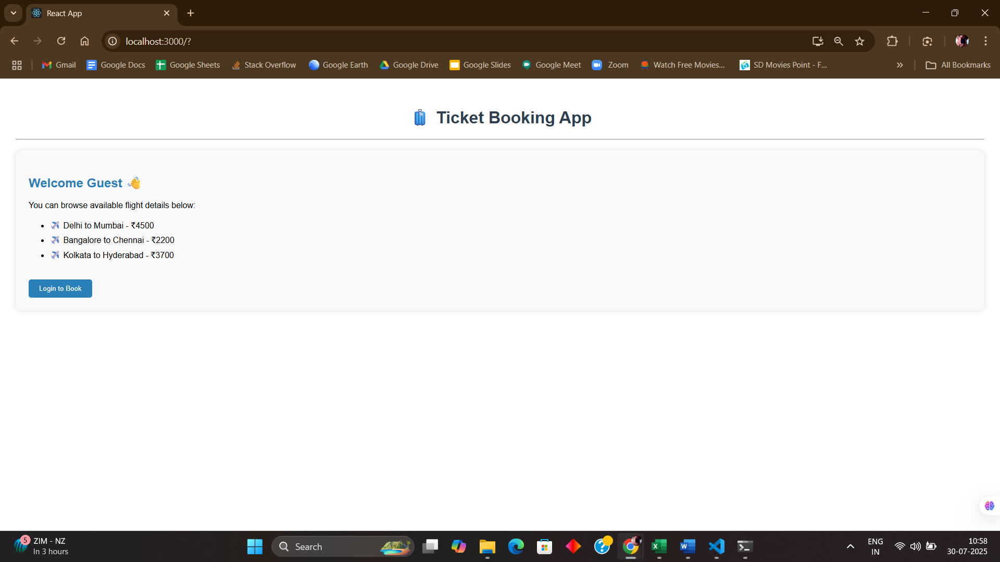 React App
localhost:3000/?
Gmail
Google Docs
Google Sheets
Stack Overflow
Google Earth
Google Drive
Google Slides
Google Meet
Zoom
Watch Free Movies...
SD Movies Point - F...
All Bookmarks
Ticket Booking App
Welcome Guest 👋
You can browse available flight details below:
• ✈️ Delhi to Mumbai - ₹4500
• ✈️ Bangalore to Chennai - ₹2200
• ✈️ Kolkata to Hyderabad - ₹3700
Login to Book
5
ZIM - NZ
In 3 hours
Search
ENG
IN
10:58
30-07-2025